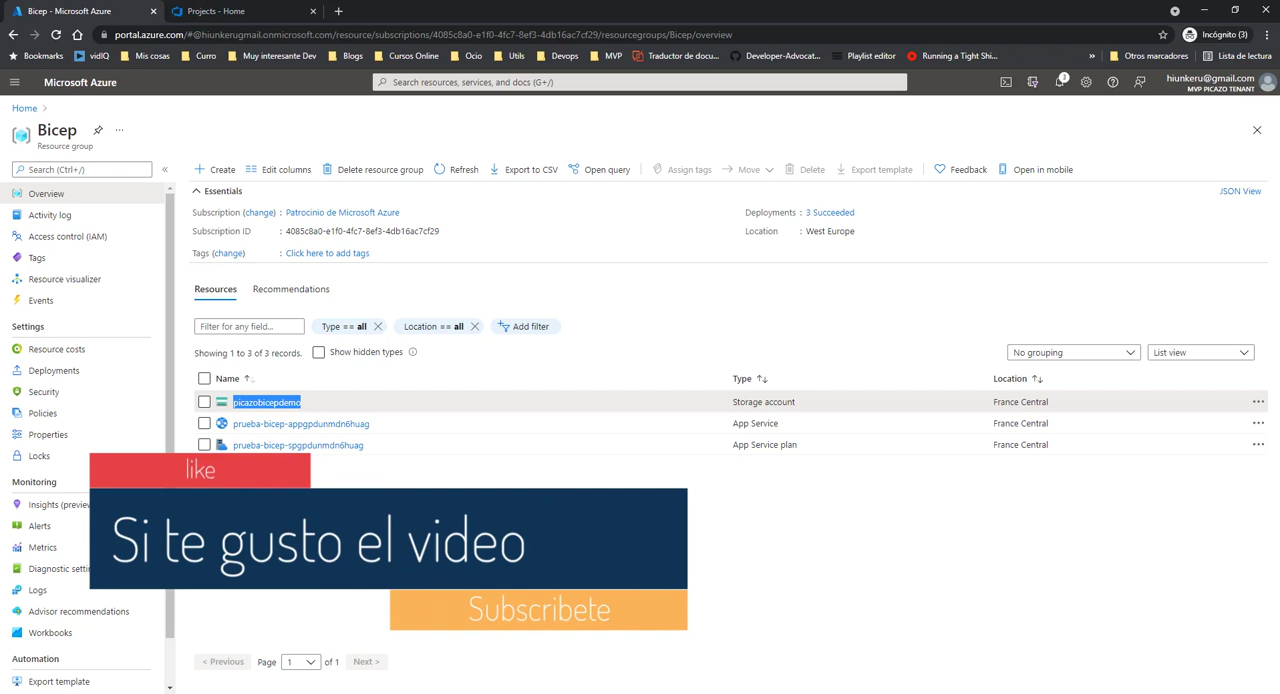 Bicep - Microsoft Azure
Projects - Home
portal.azure.com/#@hiunkerugmail.onmicrosoft.com/resource/subscriptions/4085c8a0-e1f0-4fc7-8ef3-4db16ac7cf29/resourcegroups/Bicep/overview
Incógnito (3)
Bookmarks
vidIQ
Mis cosas
Curro
Muy interesante Dev
Blogs
Cursos Online
Ocio
Utils
Devops
MVP
Traductor de docu...
Developer-Advocat...
Playlist editor
Running a Tight Shi...
»
Otros marcadores
Lista de lectura
Microsoft Azure
Search resources, services, and docs (G+/)
1
hiunkeru@gmail.com
MVP PICAZO TENANT
Home >
Bicep
...
Resource group
Search (Ctrl+/)
«
Create
Edit columns
Delete resource group
Refresh
Export to CSV
Open query
Assign tags
Move
Delete
Export template
Feedback
Open in mobile
Overview
Activity log
Access control (IAM)
Tags
Resource visualizer
Events
Settings
Resource costs
Deployments
Security
Policies
Properties
Locks
Monitoring
Insights (preview
Alerts
Metrics
Diagnostic setti
Logs
Advisor recommendations
Workbooks
Automation
Export template
Essentials
JSON View
Subscription (change) : Patrocinio de Microsoft Azure
Deployments : 3 Succeeded
Subscription ID : 4085c8a0-e1f0-4fc7-8ef3-4db16ac7cf29
Location : West Europe
Tags (change) : Click here to add tags
Resources
Recommendations
Filter for any field...
Type == all
Location == all
Add filter
Showing 1 to 3 of 3 records.
Show hidden types
No grouping
List view
Name
Type
Location
picazobicepdemo
Storage account
France Central
...
prueba-bicep-appgpdunmdn6huag
App Service
France Central
...
prueba-bicep-spgpdunmdn6huag
App Service plan
France Central
...
like
Si te gusto el video
Subscribete
< Previous
Page
1
of 1
Next >